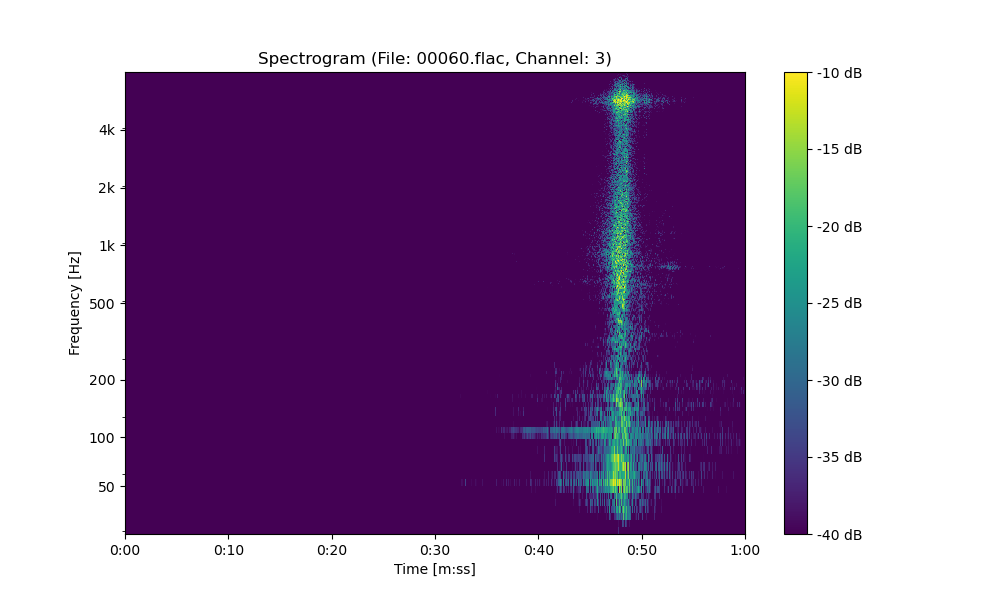 Spectrogram (File: 00060.flac, Channel: 3)
Frequency [Hz]
4k
2k
1k
500
200
100
50
0:00 0:10 0:20 0:30 0:40 0:50 1:00
Time [m:ss]
-10 dB
-15 dB
-20 dB
-25 dB
-30 dB
-35 dB
-40 dB